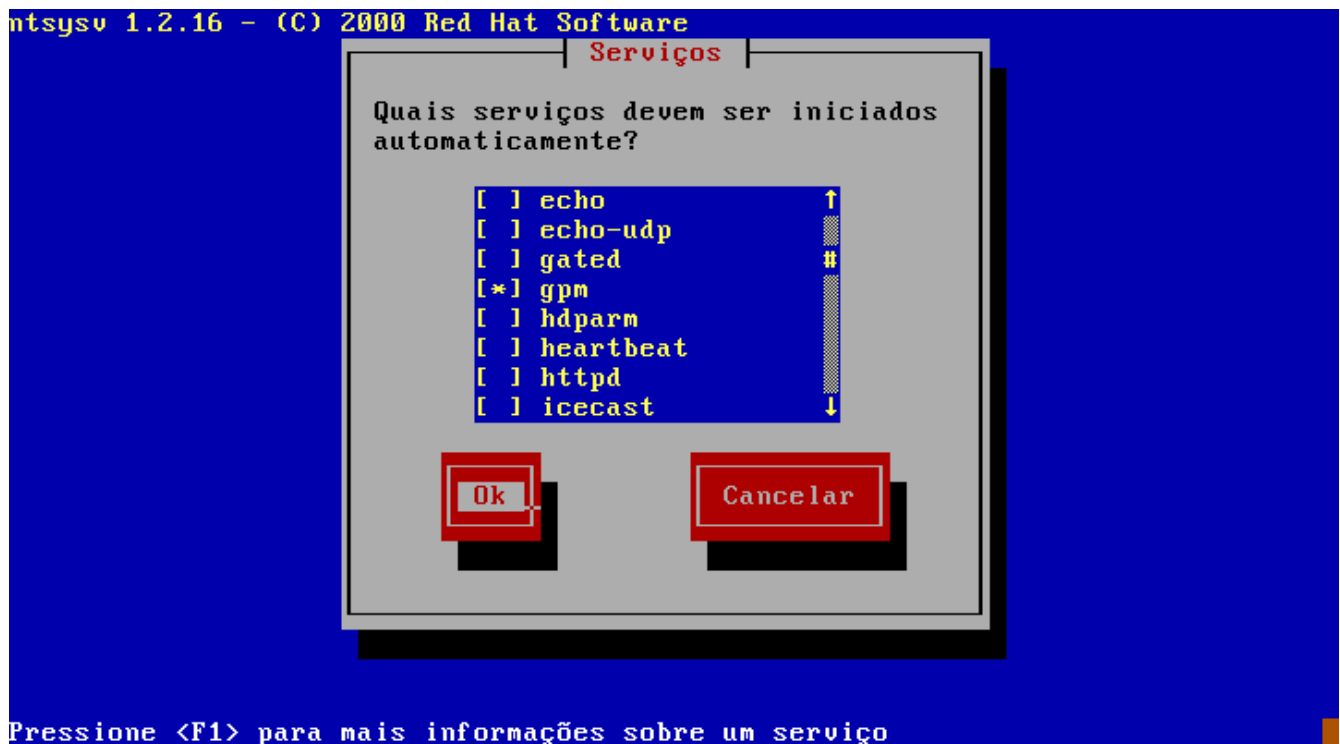 ntsysv 1.2.16 - (C) 2000 Red Hat Software
Serviços
Quais serviços devem ser iniciados
automaticamente?
[ ] echo ↑
[ ] echo-udp
[ ] gated #
[*] gpm
[ ] hdparm
[ ] heartbeat
[ ] httpd
[ ] icecast ↓
Ok Cancelar
Pressione <F1> para mais informações sobre um serviço